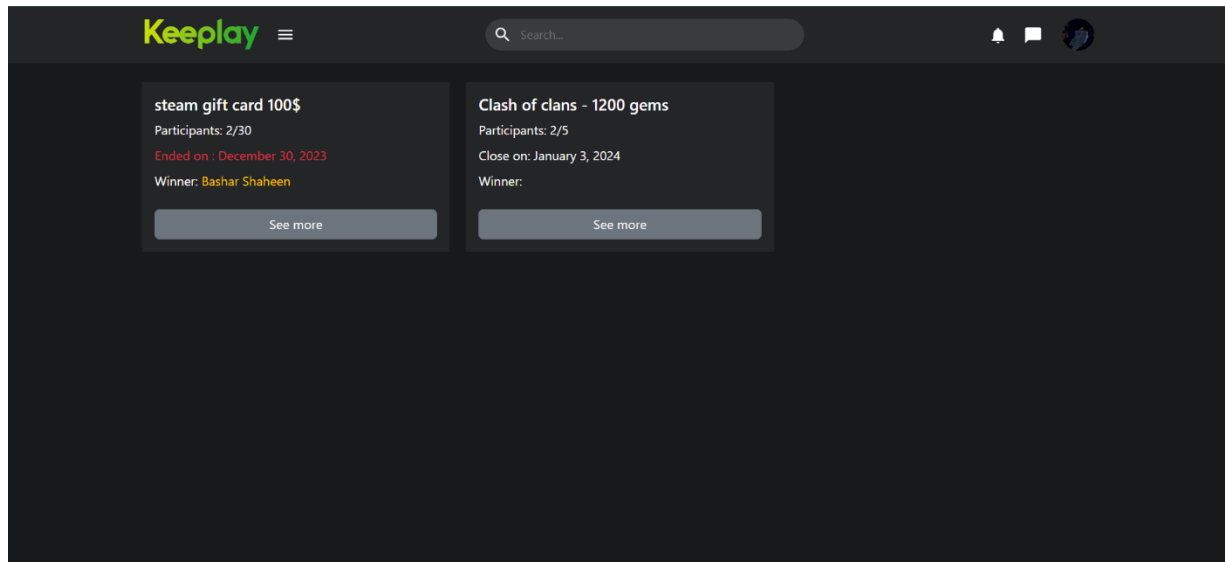 Keeplay
Search...
steam gift card 100$
Participants: 2/30
Ended on : December 30, 2023
Winner: Bashar Shaheen
See more
Clash of clans - 1200 gems
Participants: 2/5
Close on: January 3, 2024
Winner:
See more